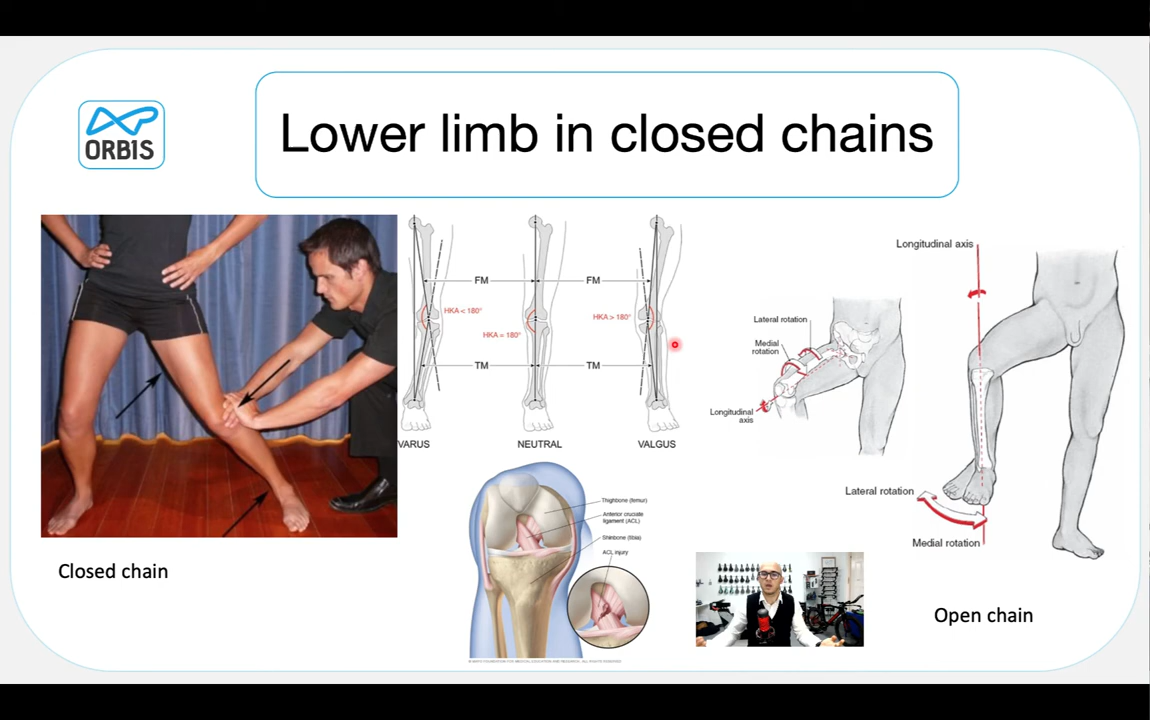 ORBIS
Lower limb in closed chains
FM
FM
HKA < 180°
HKA = 180°
HKA > 180°
TM
TM
VARUS
NEUTRAL
VALGUS
Lateral rotation
Medial
rotation
Longitudinal
axis
Longitudinal axis
Lateral rotation
Medial rotation
Thighbone (femur)
Anterior cruciate
ligament (ACL)
Shinbone (tibia)
ACL injury
Closed chain
Open chain